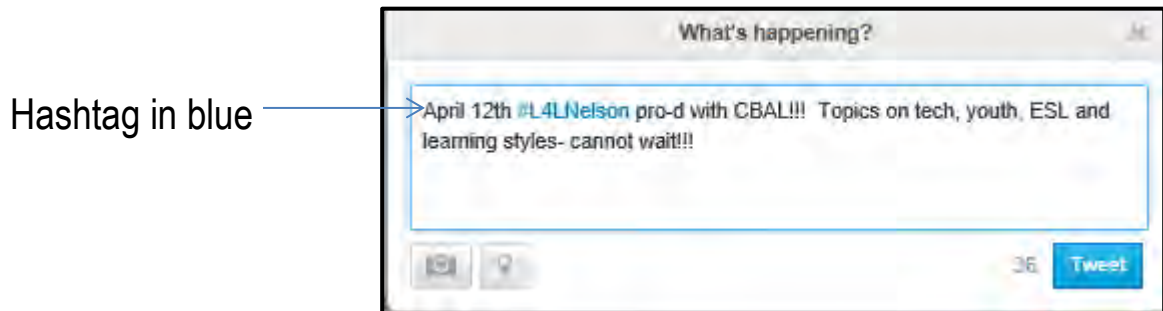 What's happening?
Hashtag in blue
April 12th #L4LNelson pro-d with CBAL!!! Topics on tech, youth, ESL and
learning styles- cannot wait!!!
36 Tweet